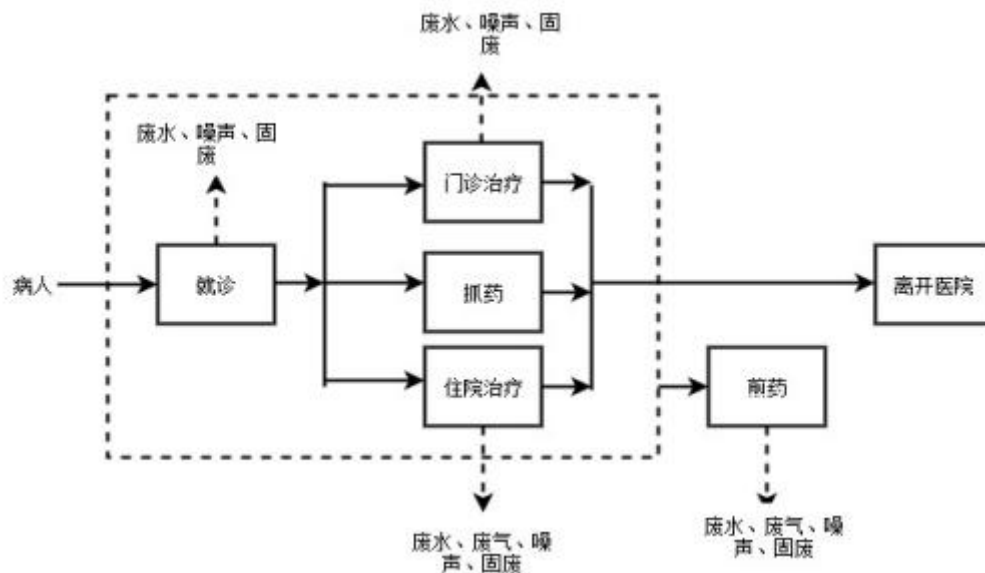 废水、噪声、固
废
废水、噪声、固
废
门诊治疗
病人
就诊
抓药
离开医院
住院治疗
煎药
废水、废气、噪
声、固废
废水、废气、噪
声、固废